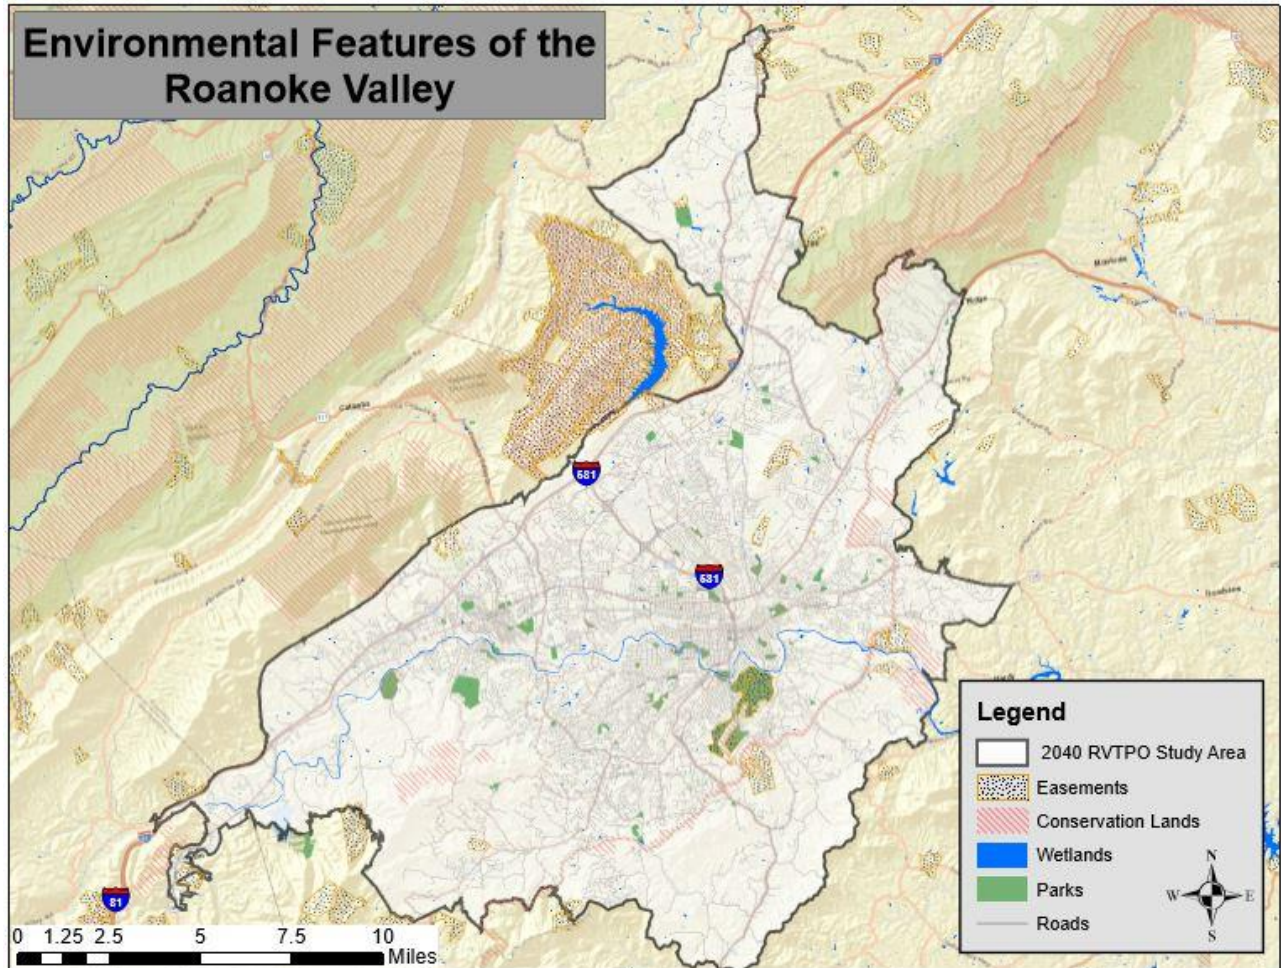 Environmental Features of the
Roanoke Valley
Catawba
581
581
81
Legend
2040 RVTPO Study Area
Easements
Conservation Lands
Wetlands
Parks
Roads
N
W E
S
0 1.25 2.5 5 7.5 10
Miles